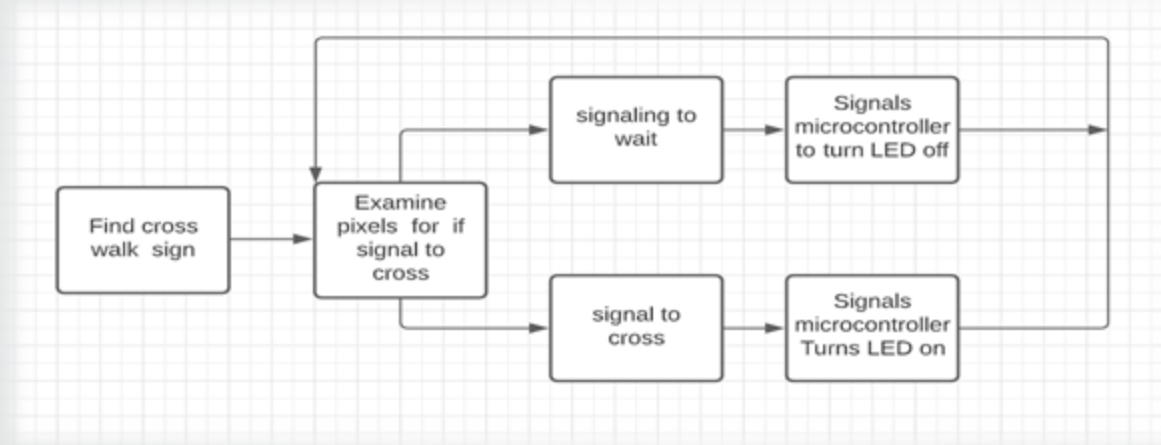 Find cross
walk sign
Examine
pixels for if
signal to
cross
signaling to
wait
Signals
microcontroller
to turn LED off
signal to
cross
Signals
microcontroller
Turns LED on